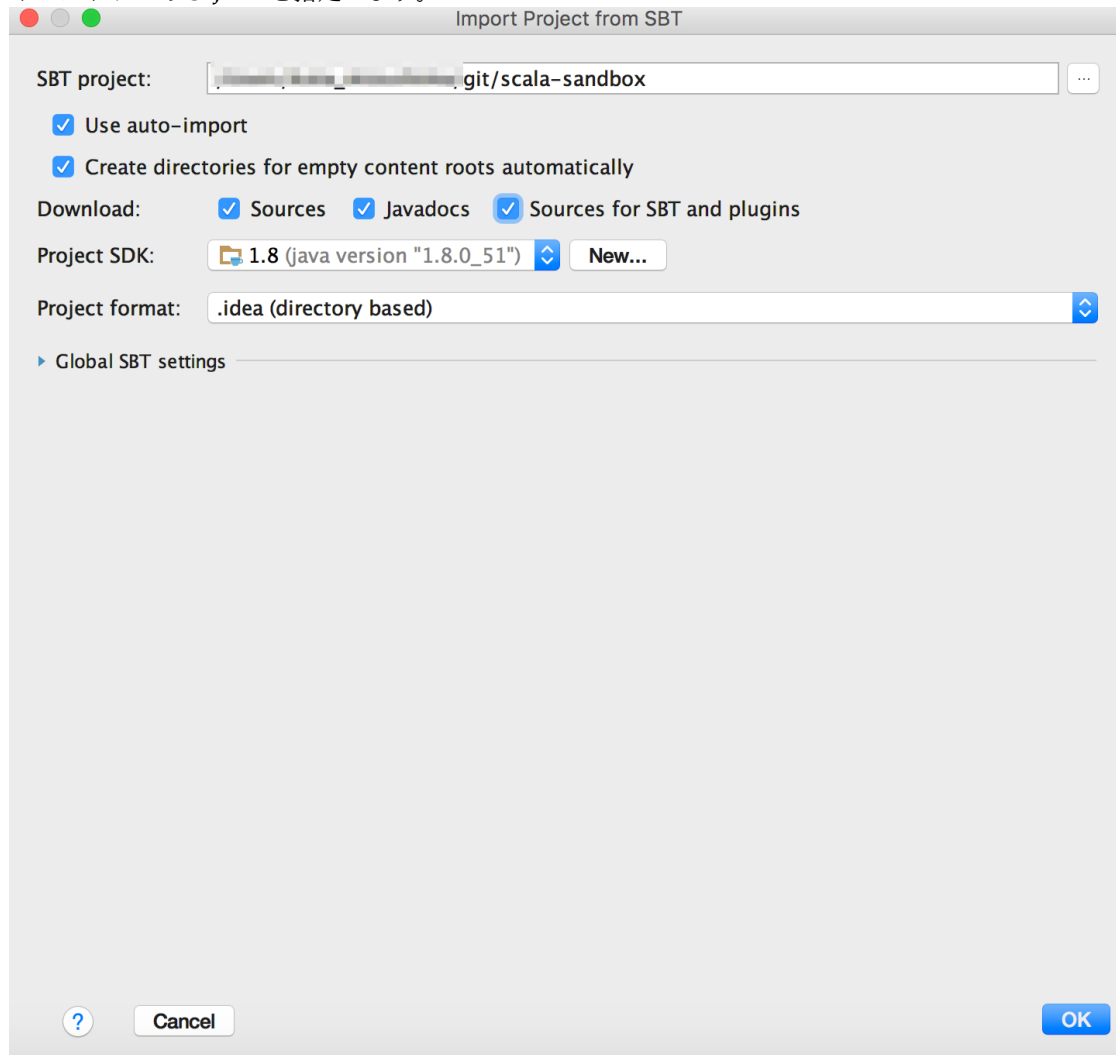 Import Project from SBT
SBT project: git/scala-sandbox ...
Use auto-import
Create directories for empty content roots automatically
Download: Sources Javadocs Sources for SBT and plugins
Project SDK: 1.8 (java version "1.8.0_51") New...
Project format: .idea (directory based)
Global SBT settings
? Cancel OK